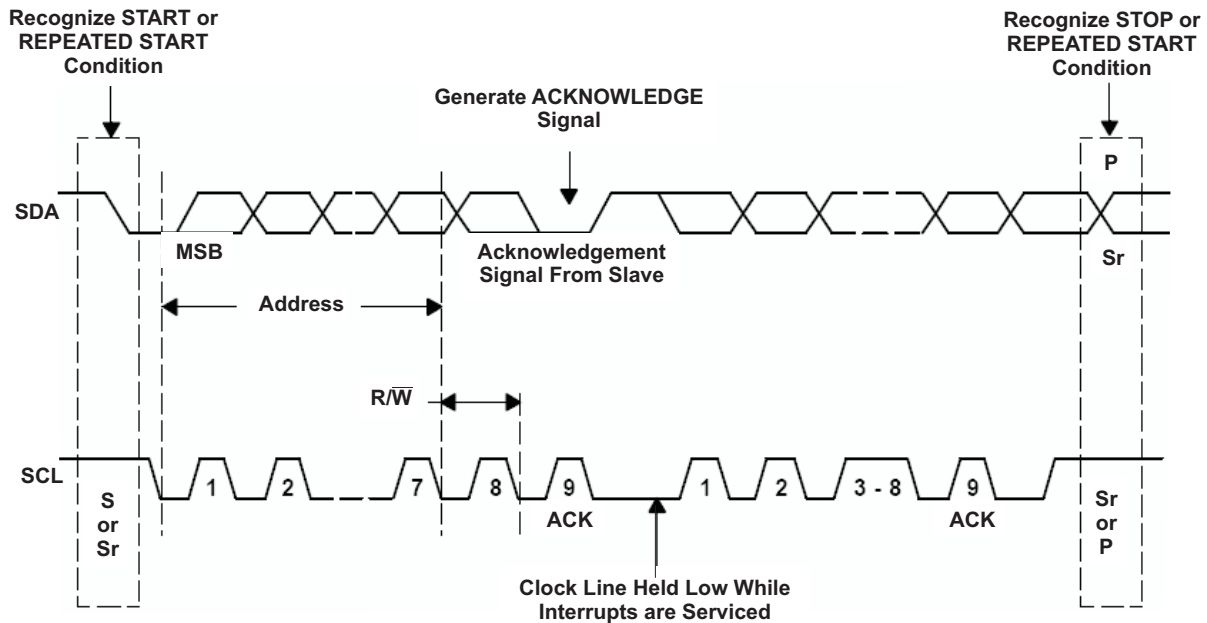 Recognize START or
REPEATED START
Condition
Recognize STOP or
REPEATED START
Condition
Generate ACKNOWLEDGE
Signal
P
SDA
MSB
Acknowledgement
Signal From Slave
Sr
Address
R/W̅
SCL
1
2
7
8
9
1
2
3 - 8
9
S
or
Sr
ACK
ACK
Sr
or
P
Clock Line Held Low While
Interrupts are Serviced